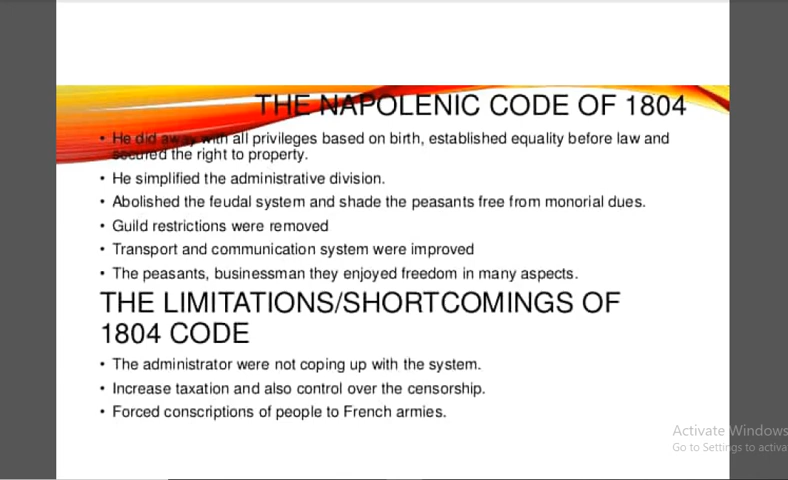 THE NAPOLENIC CODE OF 1804
• He did away with all privileges based on birth, established equality before law and
secured the right to property.
• He simplified the administrative division.
• Abolished the feudal system and shade the peasants free from monorial dues.
• Guild restrictions were removed
• Transport and communication system were improved
• The peasants, businessman they enjoyed freedom in many aspects.
THE LIMITATIONS/SHORTCOMINGS OF
1804 CODE
• The administrator were not coping up with the system.
• Increase taxation and also control over the censorship.
• Forced conscriptions of people to French armies.
Activate Windows
Go to Settings to activa